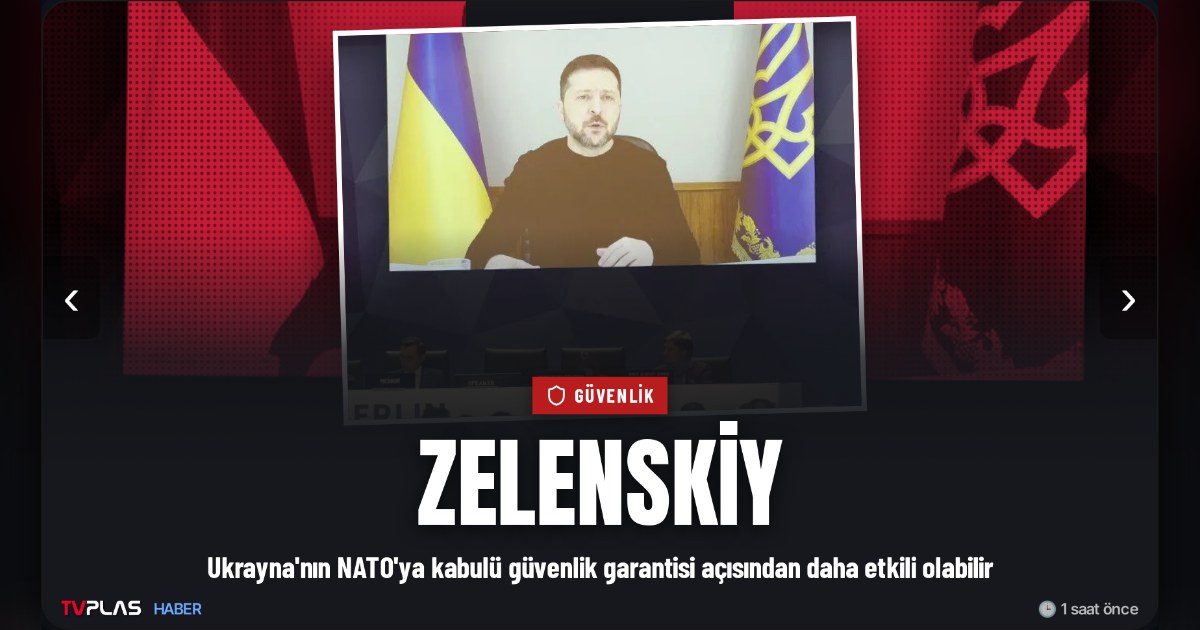 GÜVENLİK
ZELENSKİY
Ukrayna'nın NATO'ya kabulü güvenlik garantisi açısından daha etkili olabilir
TVPLAS HABER
1 saat önce